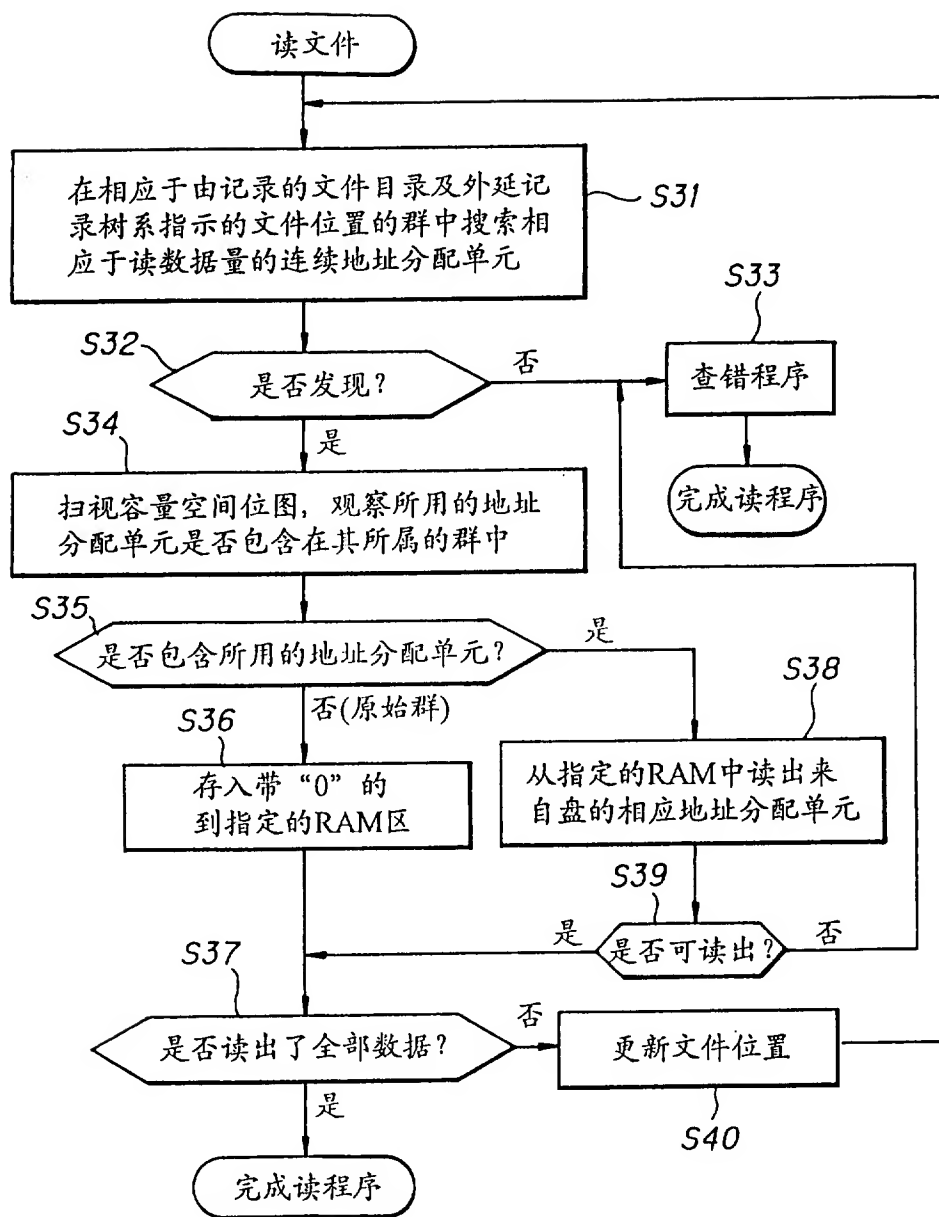 读文件
在相应于由记录的文件目录及外延记
录树系指示的文件位置的群中搜索相
应于读数据量的连续地址分配单元
S31
S32
是否发现？
否
S33
查错程序
是
完成读程序
S34
扫视容量空间位图，观察所用的地址
分配单元是否包含在其所属的群中
S35
是否包含所用的地址分配单元？
是
否(原始群)
S36
存入带“0”的
到指定的RAM区
S38
从指定的RAM中读出来
自盘的相应地址分配单元
S39
是否可读出？
是
否
S37
是否读出了全部数据？
否
更新文件位置
S40
是
完成读程序